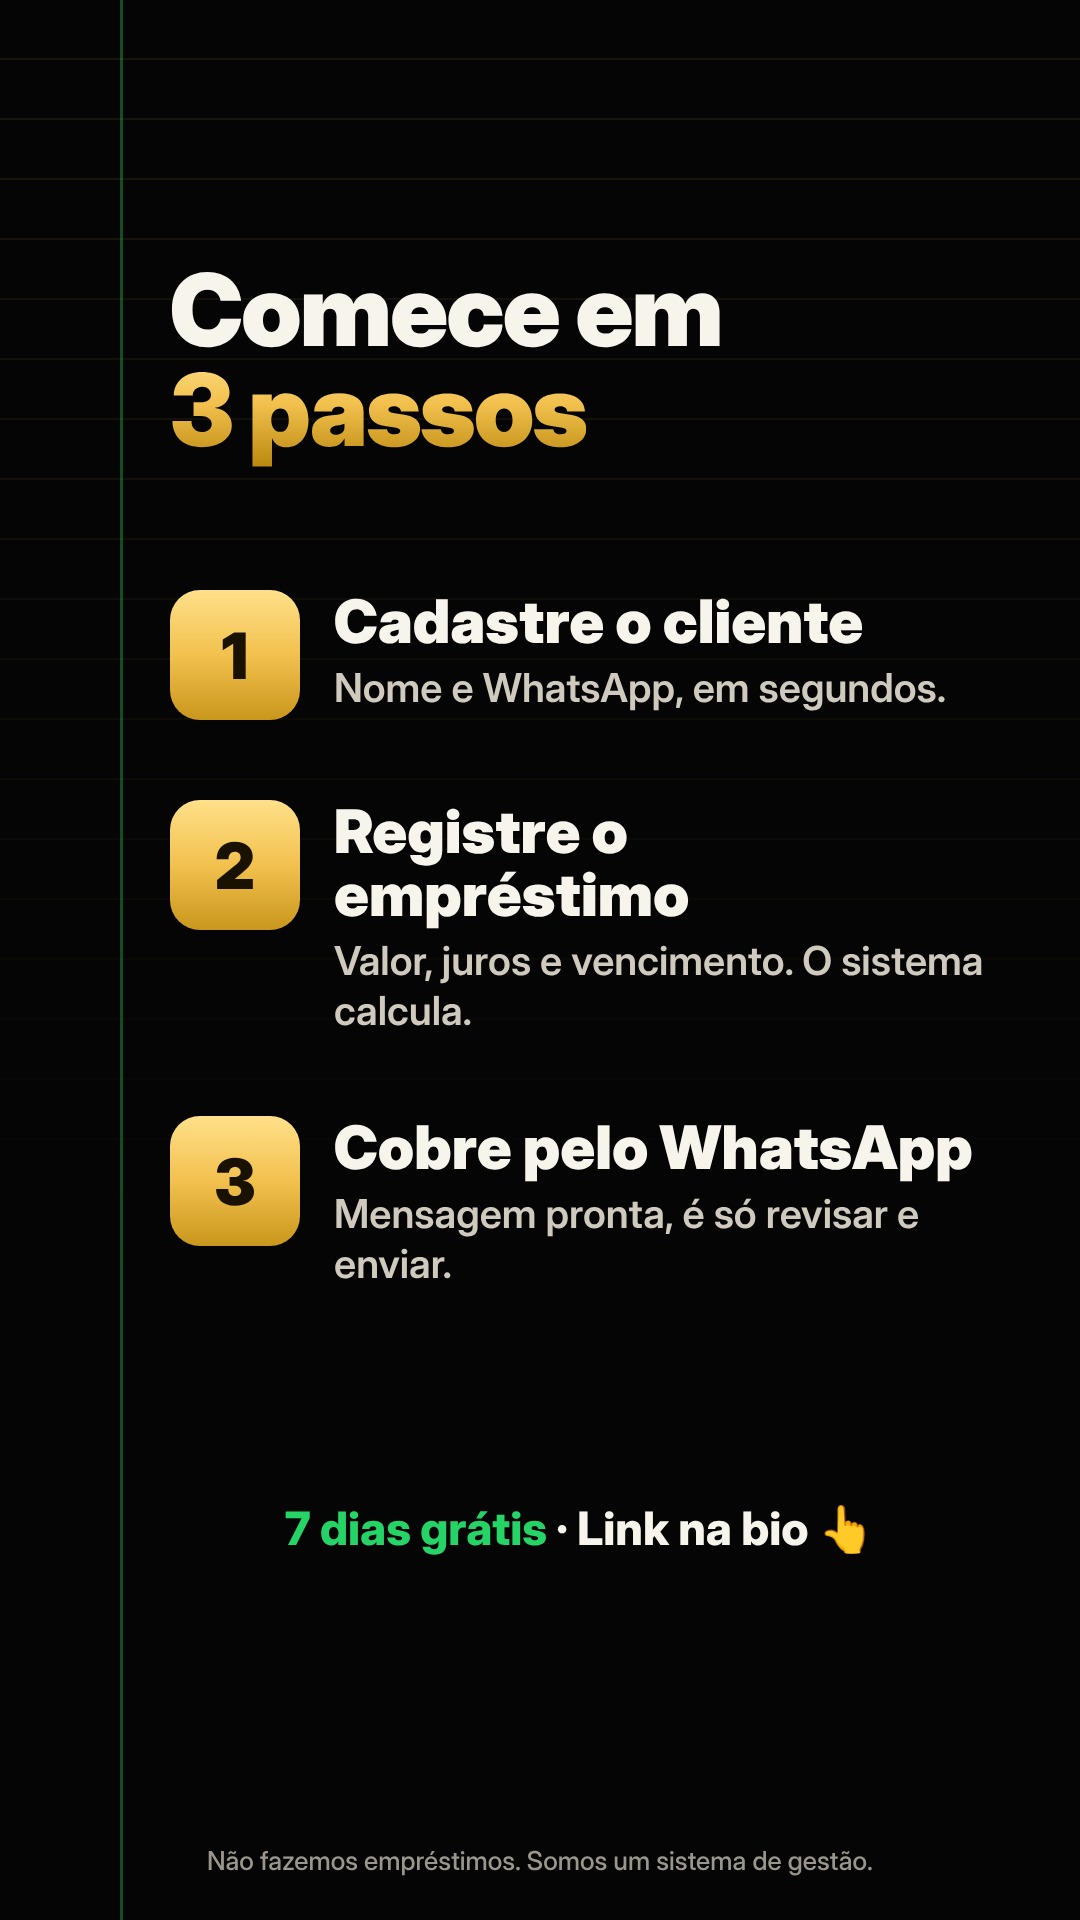 Comece em
3 passos
1
Cadastre o cliente
Nome e WhatsApp, em segundos.
2
Registre o
empréstimo
Valor, juros e vencimento. O sistema
calcula.
3
Cobre pelo WhatsApp
Mensagem pronta, é só revisar e
enviar.
7 dias grátis · Link na bio 👆
Não fazemos empréstimos. Somos um sistema de gestão.